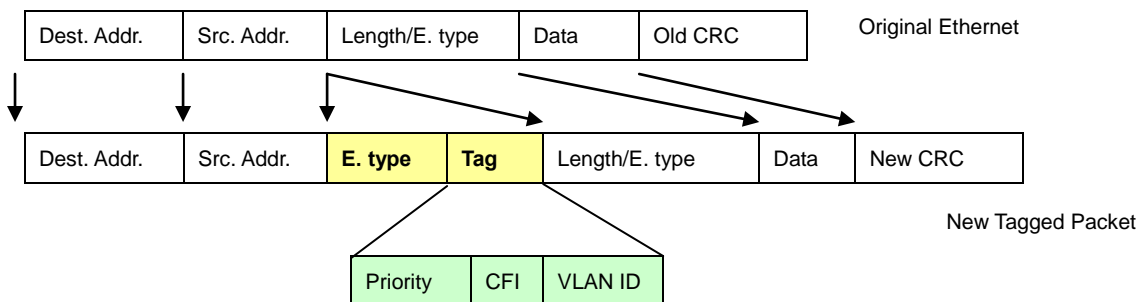 Dest. Addr. Src. Addr. Length/E. type Data Old CRC
Original Ethernet
Dest. Addr. Src. Addr. E. type Tag Length/E. type Data New CRC
New Tagged Packet
Priority CFI VLAN ID